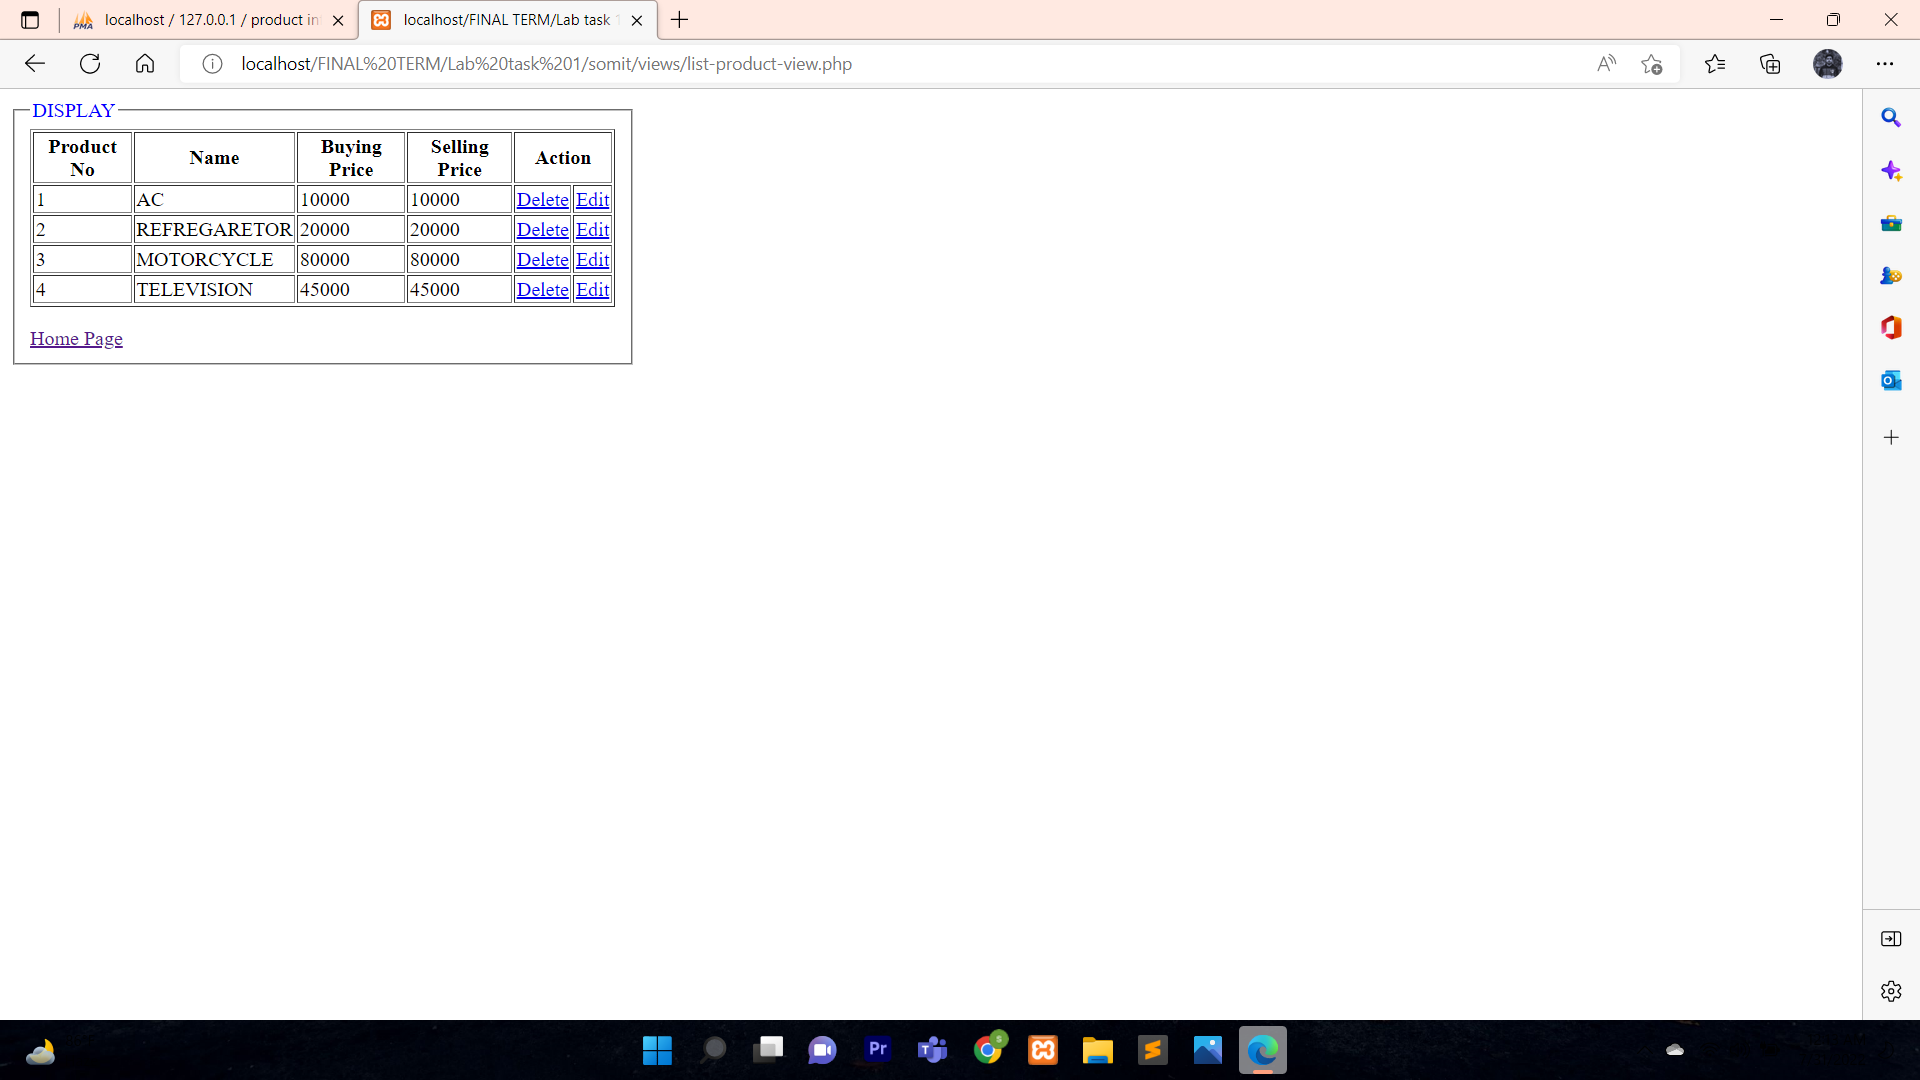 PMA
localhost / 127.0.0.1 / product in
localhost/FINAL TERM/Lab task 1
localhost/FINAL%20TERM/Lab%20task%201/somit/views/list-product-view.php
DISPLAY
Product No Name Buying Price Selling Price Action
1 AC 10000 10000 Delete Edit
2 REFREGARETOR 20000 20000 Delete Edit
3 MOTORCYCLE 80000 80000 Delete Edit
4 TELEVISION 45000 45000 Delete Edit
Home Page
Pr
T
s